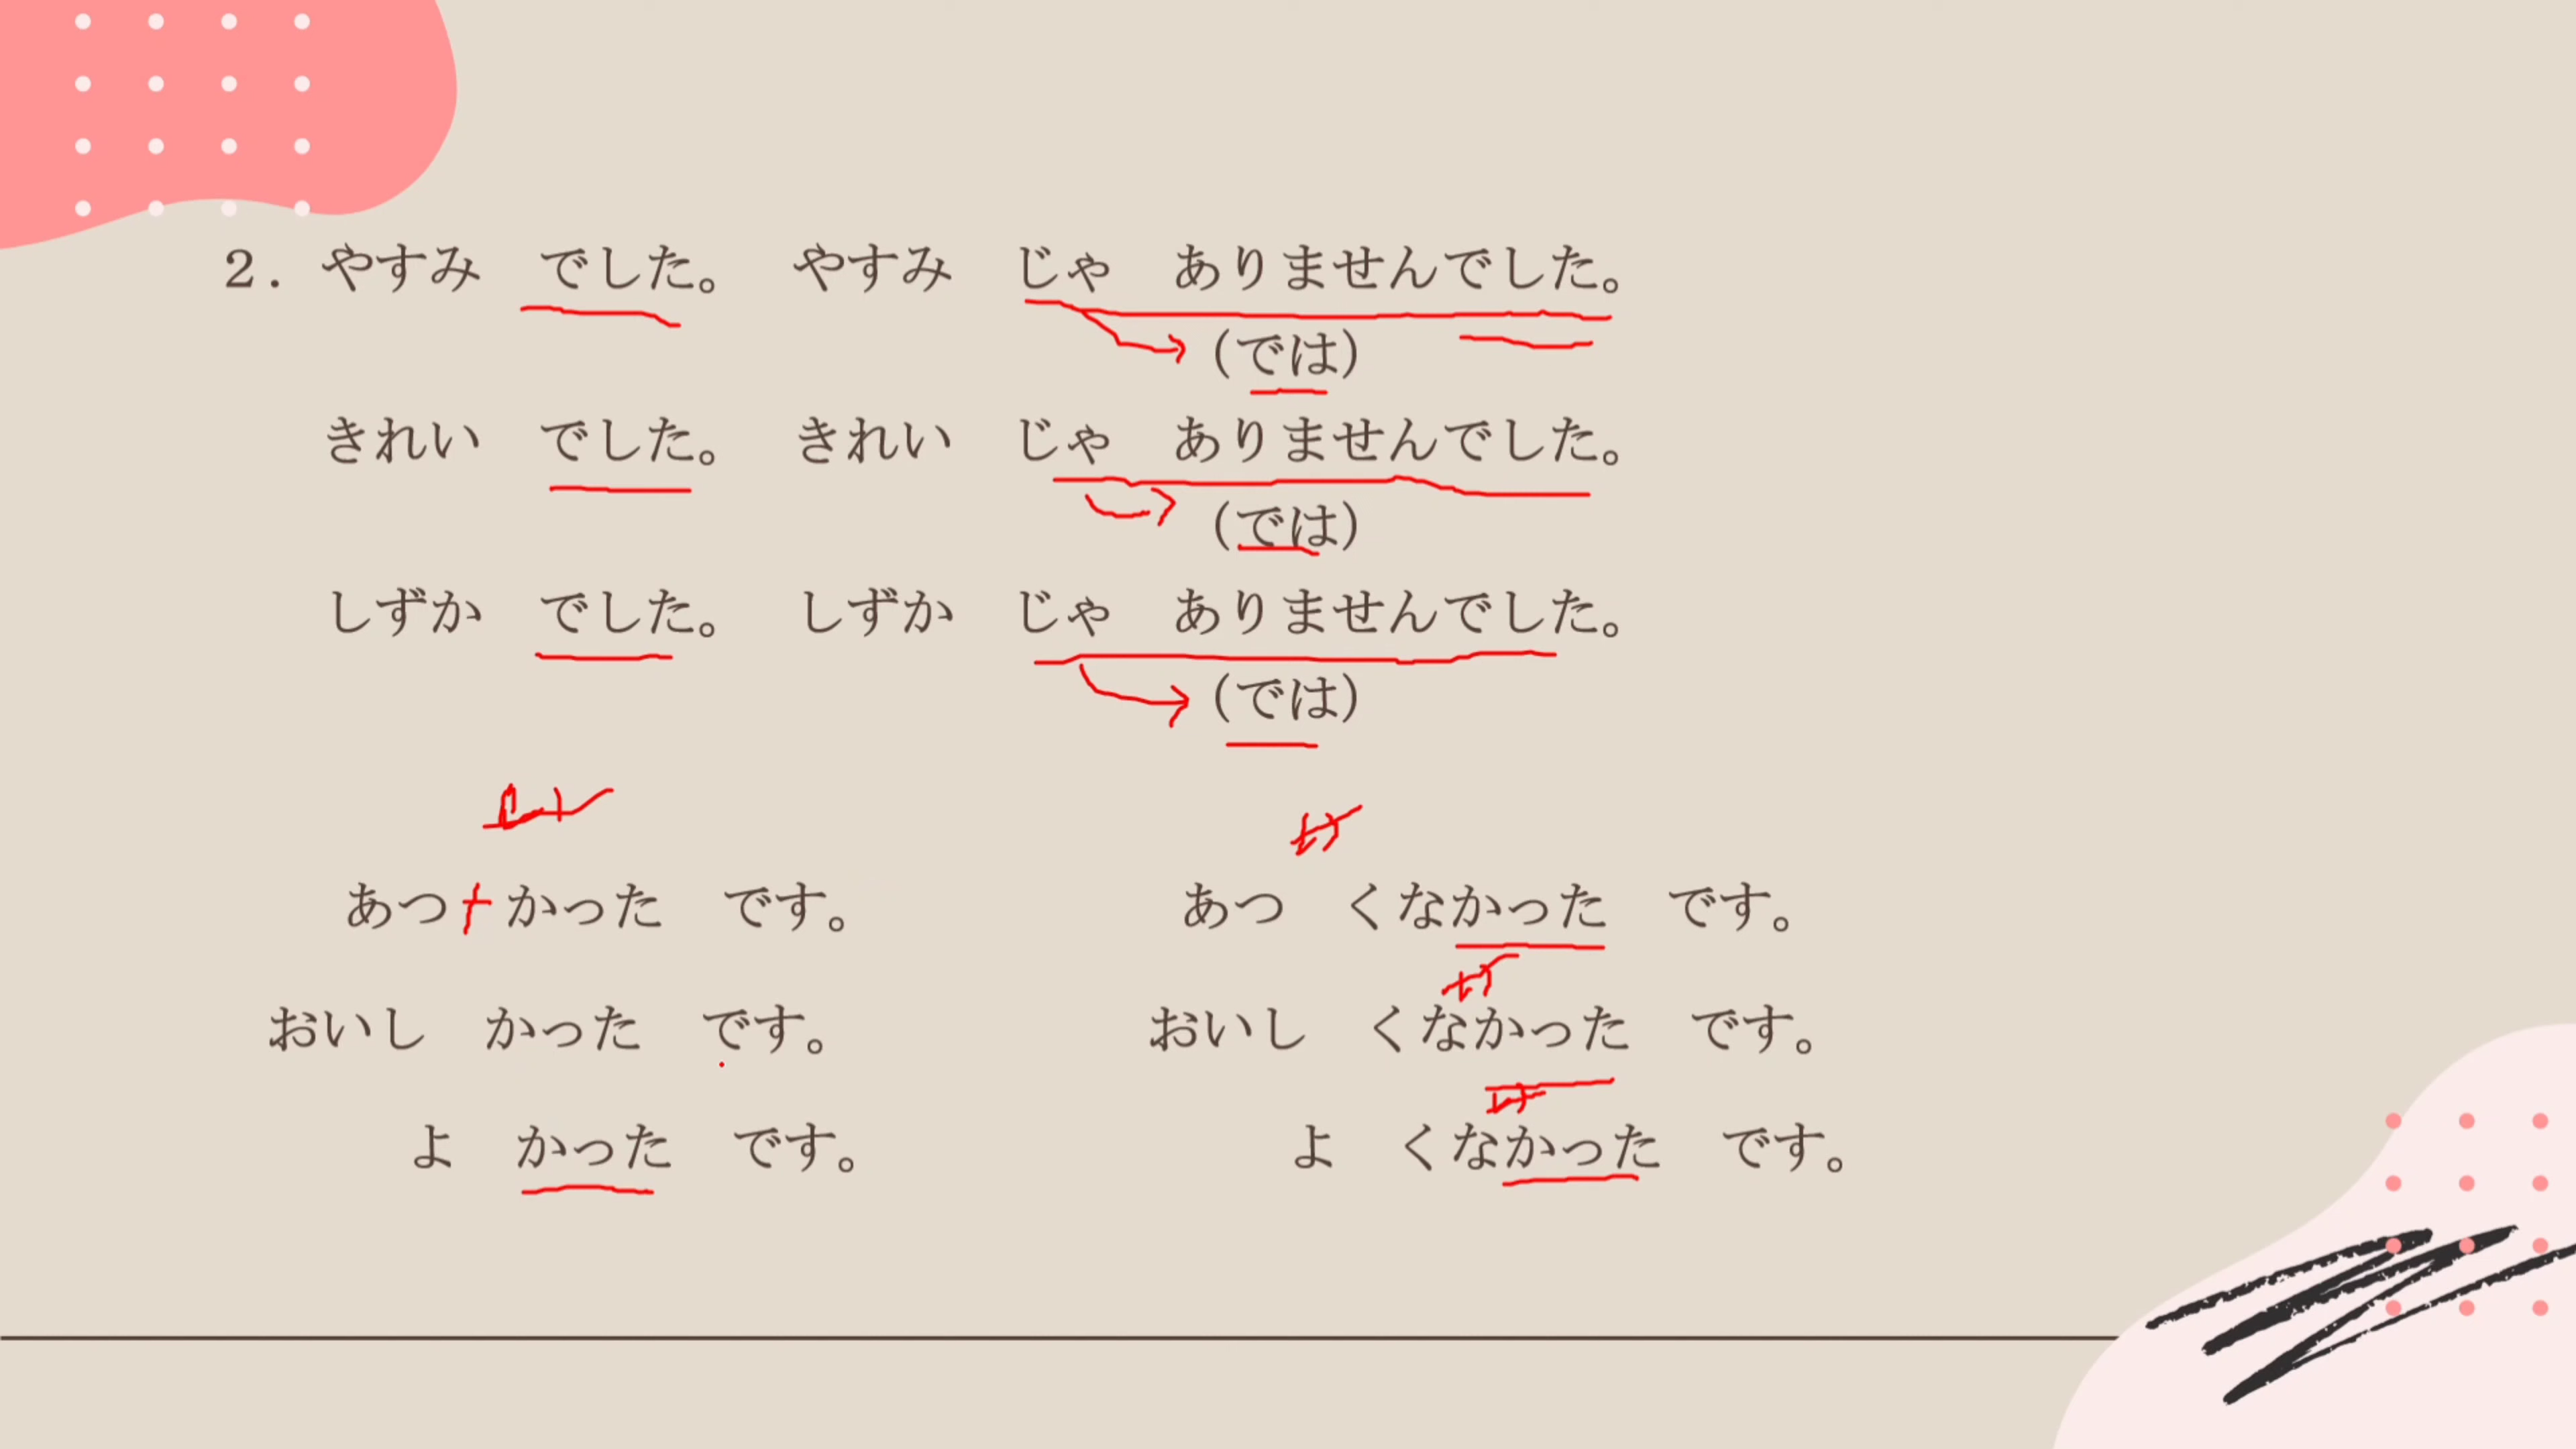 ２．やすみ　でした。　やすみ　じゃ　ありませんでした。
（では）
きれい　でした。　きれい　じゃ　ありませんでした。
（では）
しずか　でした。　しずか　じゃ　ありませんでした。
（では）
あつ＋かった　です。　あつ　くなかった　です。
おいし　かった　です。　おいし　くなかった　です。
よ　かった　です。　よ　くなかった　です。